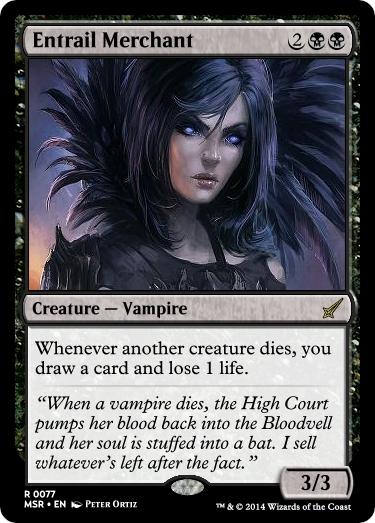 Entrail Merchant 2
Creature — Vampire
Whenever another creature dies, you
draw a card and lose 1 life.
“When a vampire dies, the High Court
pumps her blood back into the Bloodvell
and her soul is stuffed into a bat. I sell
whatever’s left after the fact.”
3/3
R 0077
MSR • EN PETER ORTIZ
™ & © 2014 Wizards of the Coast